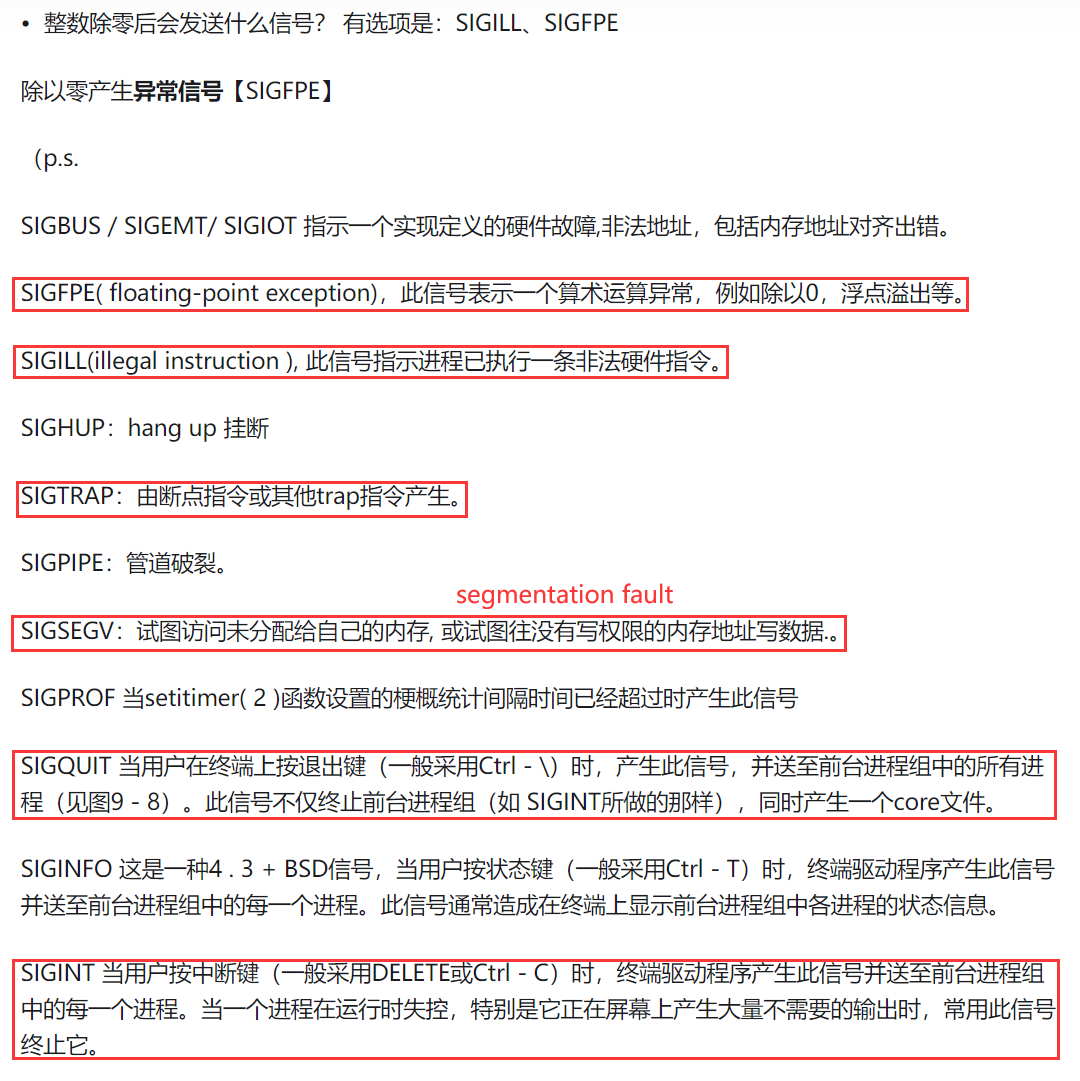 • 整数除零后会发送什么信号? 有选项是：SIGILL、SIGFPE
除以零产生异常信号【SIGFPE】
（p.s.
SIGBUS / SIGEMT/ SIGIOT 指示一个实现定义的硬件故障,非法地址，包括内存地址对齐出错。
SIGFPE( floating-point exception)，此信号表示一个算术运算异常，例如除以0，浮点溢出等。
SIGILL(illegal instruction ), 此信号指示进程已执行一条非法硬件指令。
SIGHUP：hang up 挂断
SIGTRAP：由断点指令或其他trap指令产生。
SIGPIPE：管道破裂。
segmentation fault
SIGSEGV：试图访问未分配给自己的内存, 或试图往没有写权限的内存地址写数据.。
SIGPROF 当setitimer( 2 )函数设置的梗概统计间隔时间已经超过时产生此信号
SIGQUIT 当用户在终端上按退出键（一般采用Ctrl - \）时，产生此信号，并送至前台进程组中的所有进
程（见图9 - 8）。此信号不仅终止前台进程组（如 SIGINT所做的那样），同时产生一个core文件。
SIGINFO 这是一种4 . 3 + BSD信号，当用户按状态键（一般采用Ctrl - T）时，终端驱动程序产生此信号
并送至前台进程组中的每一个进程。此信号通常造成在终端上显示前台进程组中各进程的状态信息。
SIGINT 当用户按中断键（一般采用DELETE或Ctrl - C）时，终端驱动程序产生此信号并送至前台进程组
中的每一个进程。当一个进程在运行时失控，特别是它正在屏幕上产生大量不需要的输出时，常用此信号
终止它。